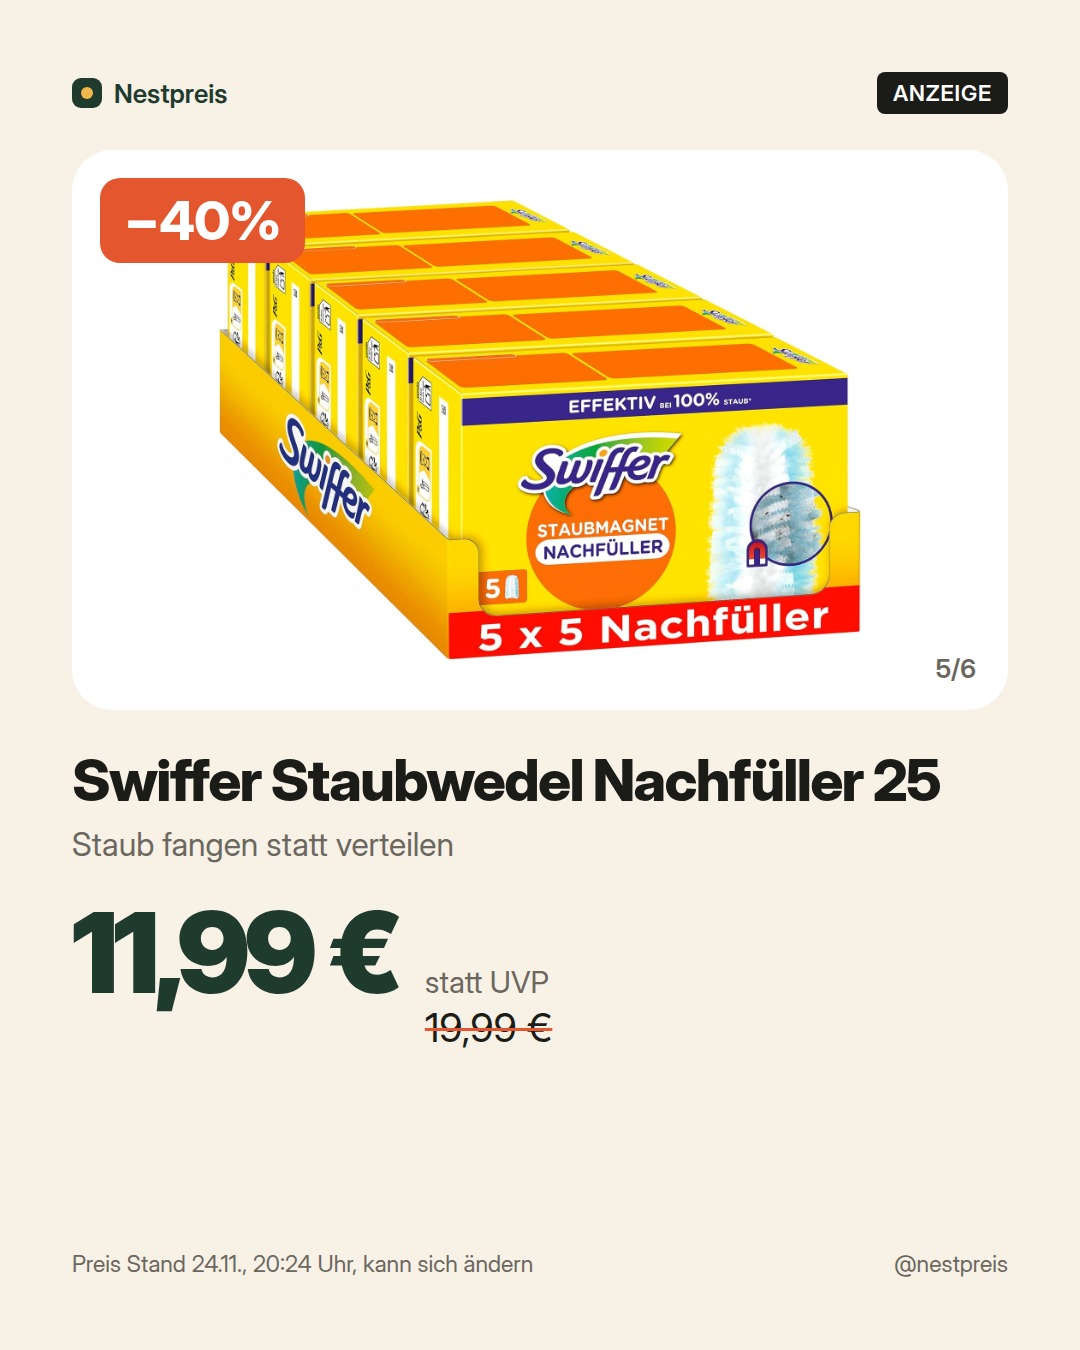 Nestpreis
ANZEIGE
–40%
EFFEKTIV BEI 100% STAUB*
Swiffer
STAUBMAGNET
NACHFÜLLER
Swiffer
5
5 x 5 Nachfüller
5/6
Swiffer Staubwedel Nachfüller 25
Staub fangen statt verteilen
11,99 €
statt UVP
19,99 €
Preis Stand 24.11., 20:24 Uhr, kann sich ändern
@nestpreis